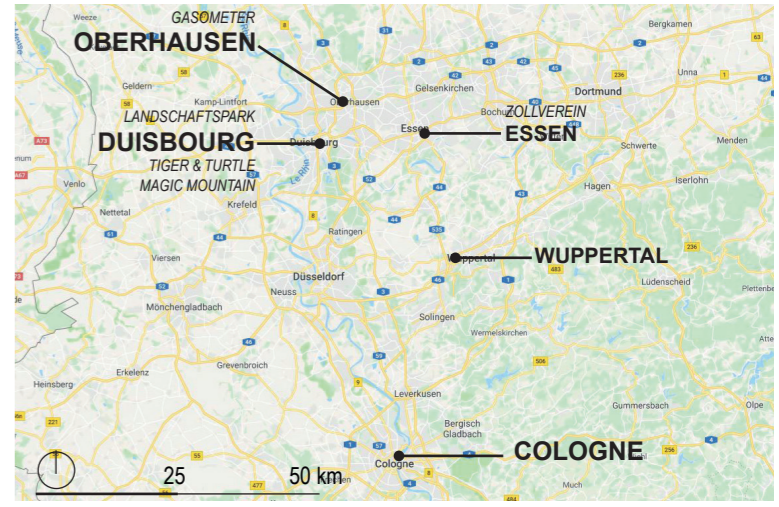 Weeze
GASOMETER
OBERHAUSEN
Bergkamen
Unna
Geldern
Kamp-Lintfort
Gelsenkirchen
Dortmund
LANDSCHAFTSPARK
Oberhausen
Bochum
ZOLLVEREIN
DUISBOURG
Duisburg
Essen
ESSEN
Schwerte
Menden
TIGER & TURTLE
MAGIC MOUNTAIN
Le Rhin
Venlo
Krefeld
Hagen
Iserlohn
Nettetal
Ratingen
Viersen
Düsseldorf
Wuppertal
WUPPERTAL
Neuss
Lüdenscheid
Plettenbe
Mönchengladbach
Solingen
Wermelskirchen
Atte
Grevenbroich
Erkelenz
Heinsberg
Leverkusen
Gummersbach
Olpe
Bergisch
Gladbach
COLOGNE
Cologne
25
50 km
Much